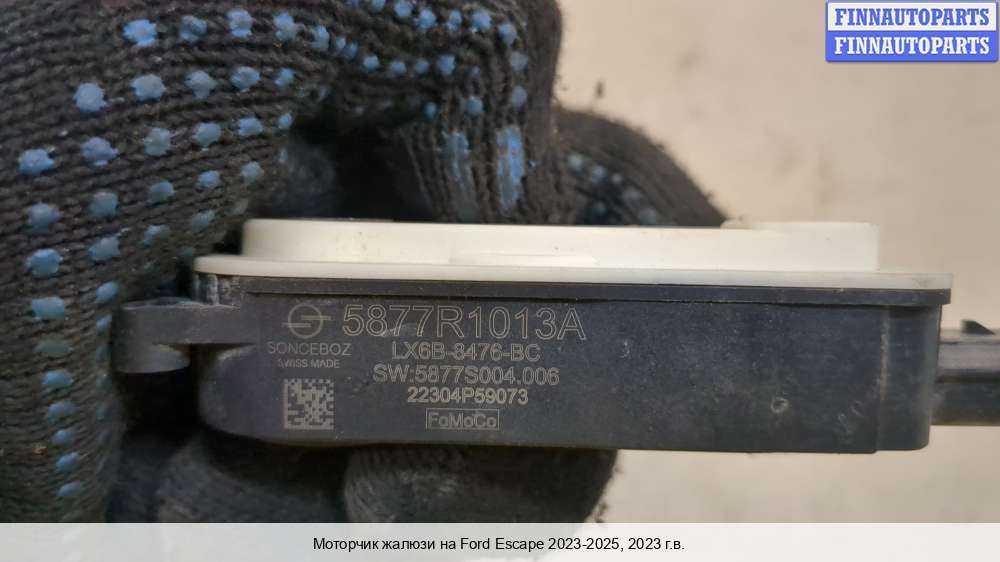 FINNAUTOPARTS
FINNAUTOPARTS
5877R1013A
SONCEBOZ
SWISS MADE
LX6B-8476-BC
SW:5877S004.006
22304P59073
FoMoCo
Моторчик жалюзи на Ford Escape 2023-2025, 2023 г.в.